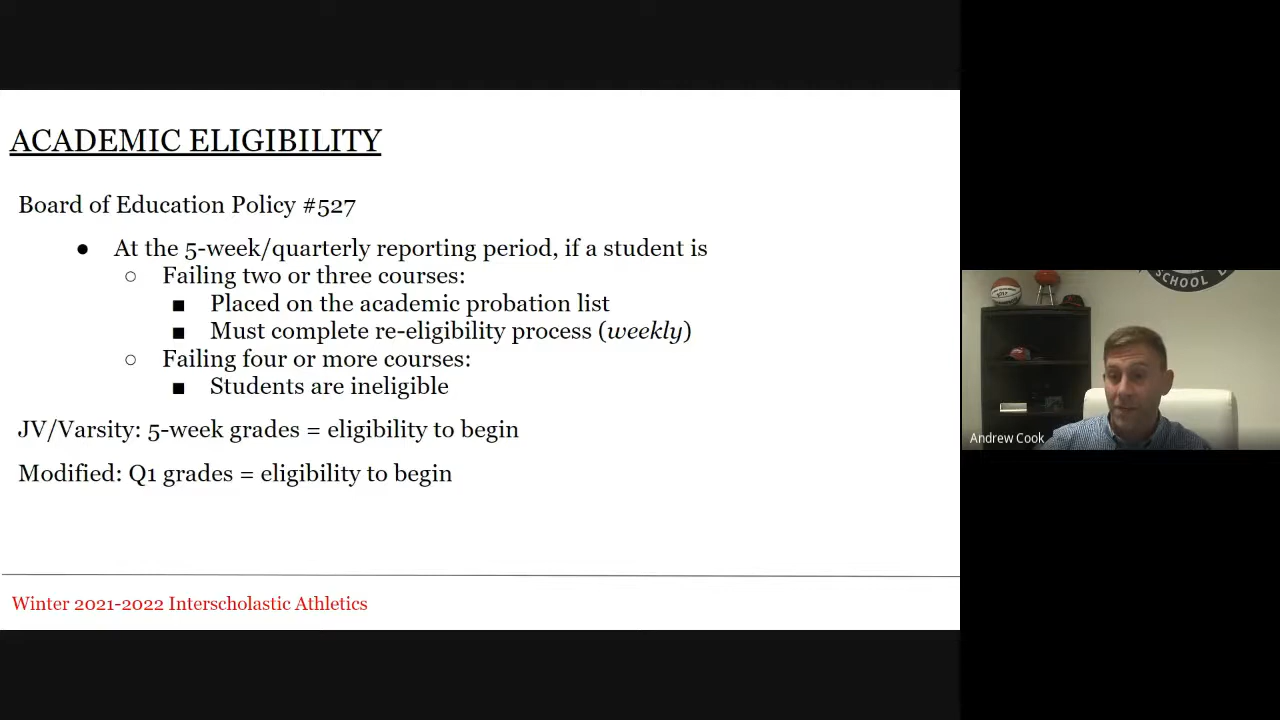 ACADEMIC ELIGIBILITY
Board of Education Policy #527
● At the 5-week/quarterly reporting period, if a student is
○ Failing two or three courses:
■ Placed on the academic probation list
■ Must complete re-eligibility process (weekly)
○ Failing four or more courses:
■ Students are ineligible
JV/Varsity: 5-week grades = eligibility to begin
Modified: Q1 grades = eligibility to begin
Winter 2021-2022 Interscholastic Athletics
SCHOOL
Andrew Cook